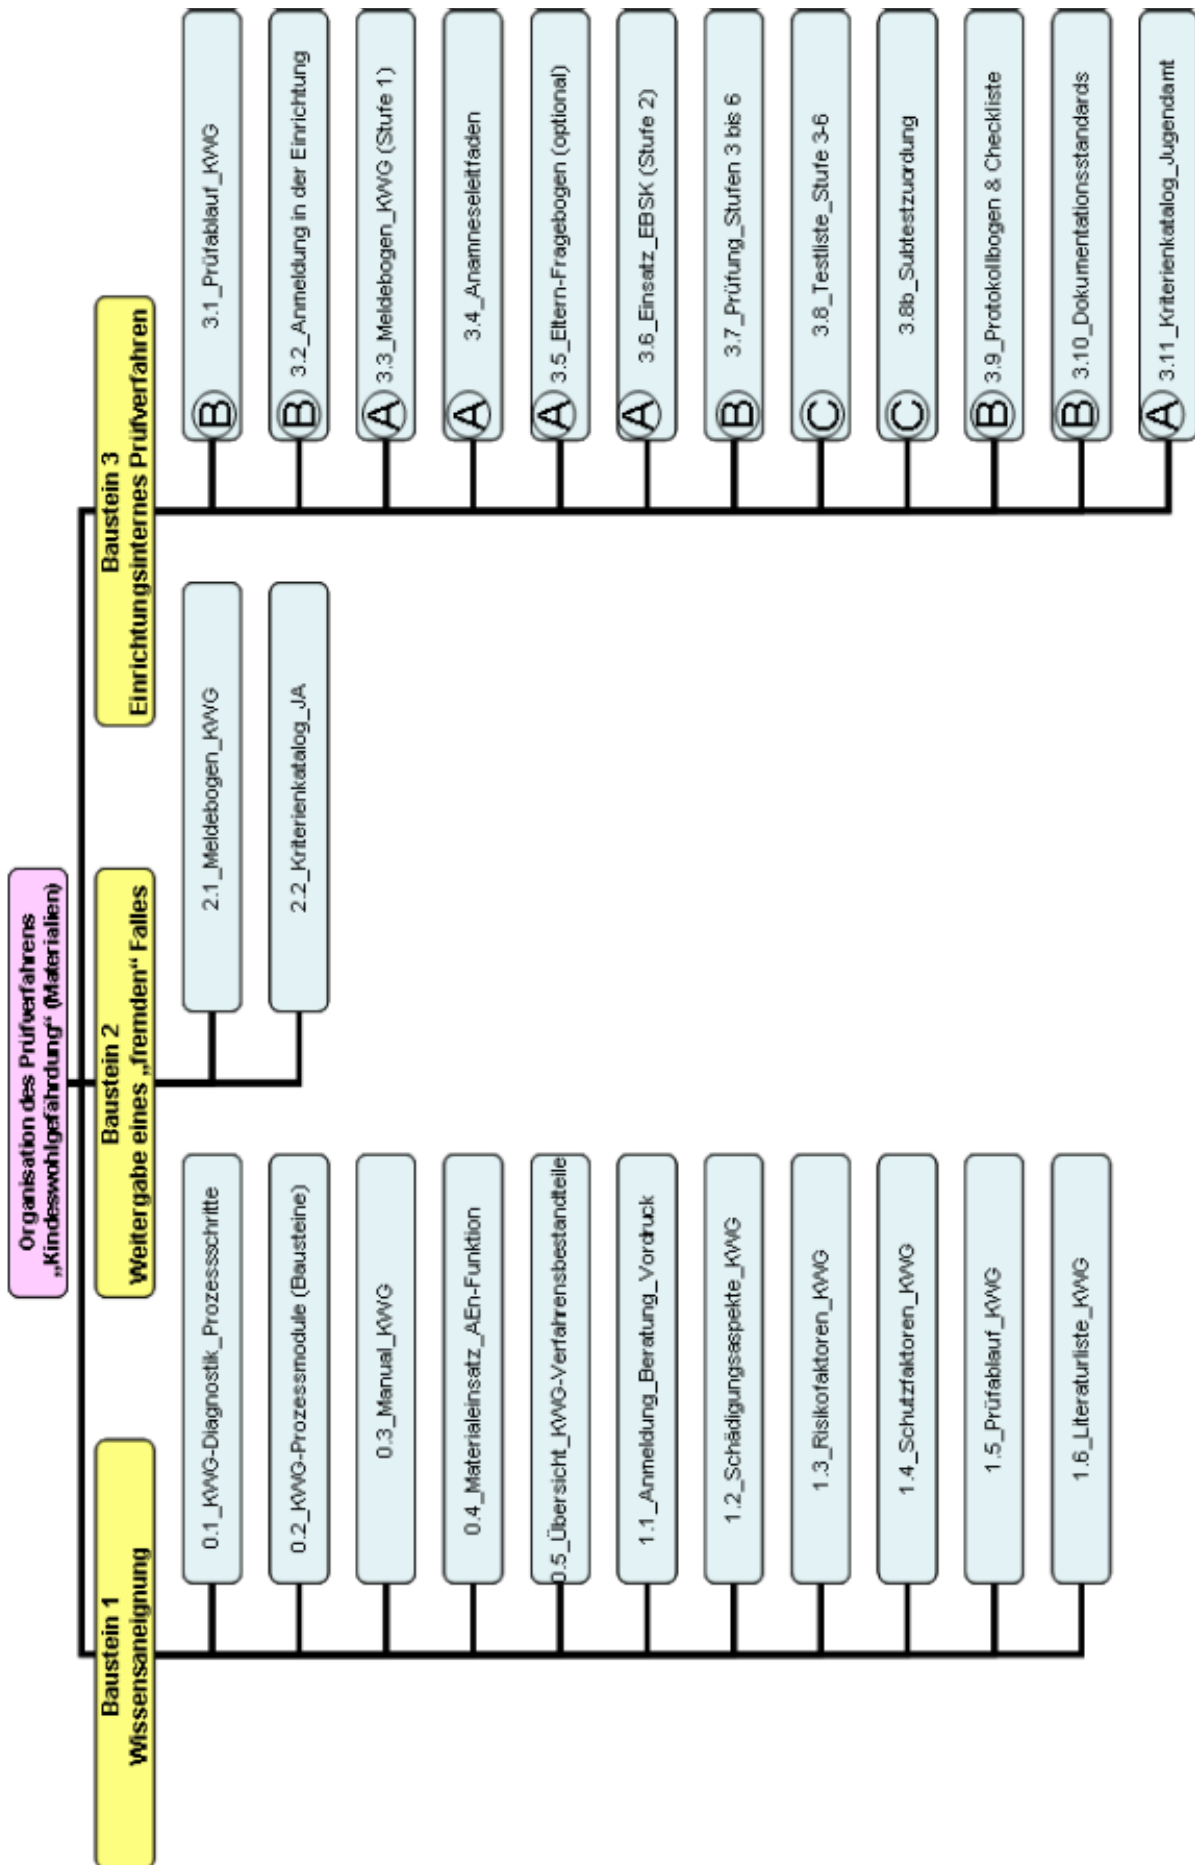 Organisation des Prüfverfahrens
„Kindeswohlgefährdung“ (Materialien)
Baustein 1
Wissensaneignung
0.1_KWG-Diagnostik_Prozessschritte
0.2_KWG-Prozessmodule (Bausteine)
0.3_Manual_KWG
0.4_Materialeinsatz_AEn-Funktion
0.5_Übersicht_KWG-Verfahrensbestandteile
1.1_Anmeldung_Beratung_Vordruck
1.2_Schädigungsaspekte_KWG
1.3_Risikofaktoren_KWG
1.4_Schutzfaktoren_KWG
1.5_Prüfablauf_KWG
1.6_Literaturliste_KWG
Baustein 2
Weitergabe eines „fremden“ Falles
2.1_Meldebogen_KWG
2.2_Kriterienkatalog_JA
Baustein 3
Einrichtungsinternes Prüfverfahren
B 3.1_Prüfablauf_KWG
B 3.2_Anmeldung in der Einrichtung
A 3.3_Meldebogen_KWG (Stufe 1)
A 3.4_Anamneseleitfaden
A 3.5_Eltern-Fragebogen (optional)
A 3.6_Einsatz_EBSK (Stufe 2)
B 3.7_Prüfung_Stufen 3 bis 6
C 3.8_Testliste_Stufe 3-6
C 3.8b_Subtestzuordung
B 3.9_Protokollbogen & Checkliste
B 3.10_Dokumentationsstandards
A 3.11_Kriterienkatalog_Jugendamt